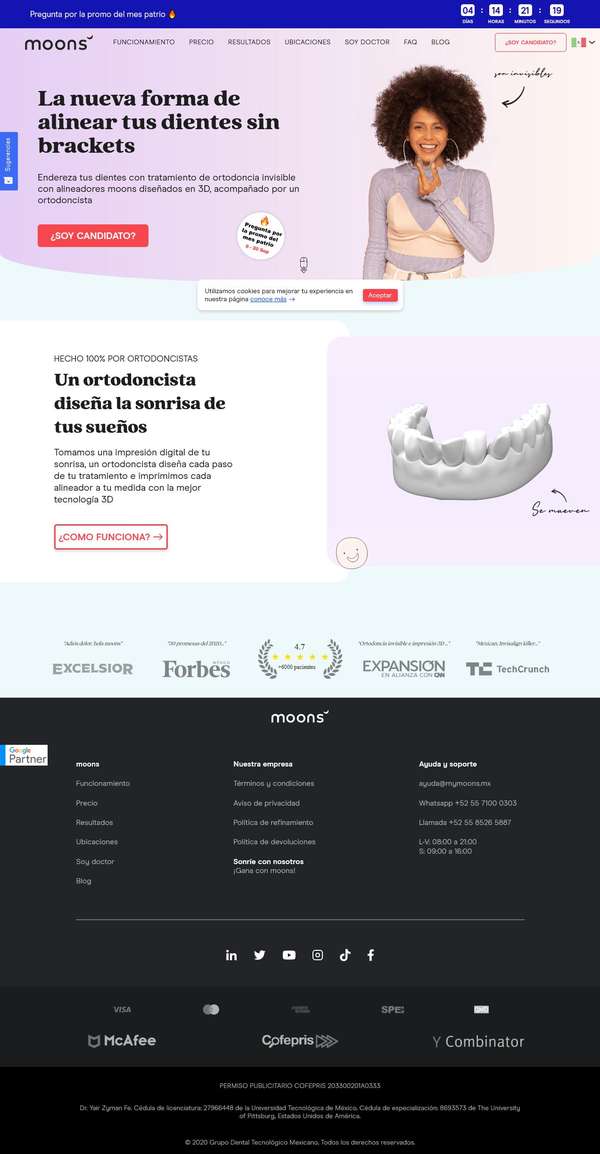 Pregunta por la promo del mes patrio 🔥
04 : 14 : 21 : 19
DÍAS HORAS MINUTOS SEGUNDOS
moons
FUNCIONAMIENTO PRECIO RESULTADOS UBICACIONES SOY DOCTOR FAQ BLOG
¿SOY CANDIDATO?
son invisibles
La nueva forma de
alinear tus dientes sin
brackets
Sugerencias
Endereza tus dientes con tratamiento de ortodoncia invisible
con alineadores moons diseñados en 3D, acompañado por un
ortodoncista
¿SOY CANDIDATO?
Pregunta por
la promo del
mes patrio
Utilizamos cookies para mejorar tu experiencia en
nuestra página conoce más →
Aceptar
HECHO 100% POR ORTODONCISTAS
Un ortodoncista
diseña la sonrisa de
tus sueños
Tomamos una impresión digital de tu
sonrisa, un ortodoncista diseña cada paso
de tu tratamiento e imprimimos cada
alineador a tu medida con la mejor
tecnología 3D
Se mueven
¿COMO FUNCIONA? →
"Adiós dolor, hola moons"
EXCELSIOR
"30 promesas del 2020..."
Forbes
MÉXICO
4.7
+6000 pacientes
"Ortodoncia invisible e impresión 3D..."
EXPANSIÓN
EN ALIANZA CON CNN
"Mexican, Invisalign killer..."
TechCrunch
moons
Google
Partner
moons
Funcionamiento
Precio
Resultados
Ubicaciones
Soy doctor
Blog
Nuestra empresa
Términos y condiciones
Aviso de privacidad
Política de refinamiento
Política de devoluciones
Sonríe con nosotros
¡Gana con moons!
Ayuda y soporte
ayuda@mymoons.mx
Whatsapp +52 55 7100 0303
Llamada +52 55 8526 5887
L-V: 08:00 a 21:00
S: 09:00 a 16:00
VISA
SPEI
McAfee
Cofepris
Y Combinator
PERMISO PUBLICITARIO COFEPRIS 203300201A0333
Dr. Yair Zyman Fe. Cédula de licenciatura: 27966448 de la Universidad Tecnológica de México. Cédula de especialización: 8693573 de The University
of Pittsburg, Estados Unidos de América.
© 2020 Grupo Dental Tecnológico Mexicano. Todos los derechos reservados.